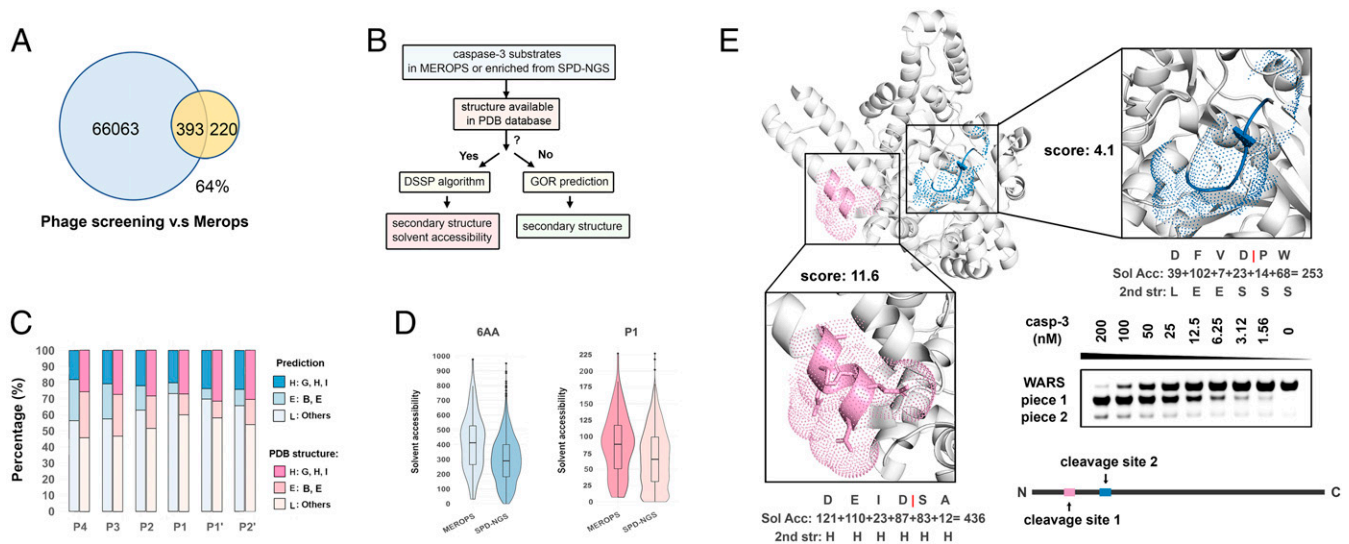 A
66063
393
220
64%
Phage screening v.s Merops
B
caspase-3 substrates
in MEROPS or enriched from SPD-NGS
structure available
in PDB database
?
Yes
No
DSSP algorithm
GOR prediction
secondary structure
solvent accessibility
secondary structure
C
Percentage (%)
100
90
80
70
60
50
40
30
20
10
0
P4
P3
P2
P1
P1'
P2'
Prediction
H: G, H, I
E: B, E
L: Others
PDB structure:
H: G, H, I
E: B, E
L: Others
D
6AA
Solvent accessibility
1000
900
800
700
600
500
400
300
200
100
0
MEROPS
SPD-NGS
P1
Solvent accessibility
225
200
175
150
125
100
75
50
25
0
MEROPS
SPD-NGS
E
score: 4.1
D F V D | P W
Sol Acc: 39+102+7+23+14+68= 253
2nd str: L E E S S S
score: 11.6
D E I D | S A
Sol Acc: 121+110+23+87+83+12= 436
2nd str: H H H H H H
casp-3
(nM)
200
100
50
25
12.5
6.25
3.12
1.56
0
WARS
piece 1
piece 2
cleavage site 2
N
C
cleavage site 1